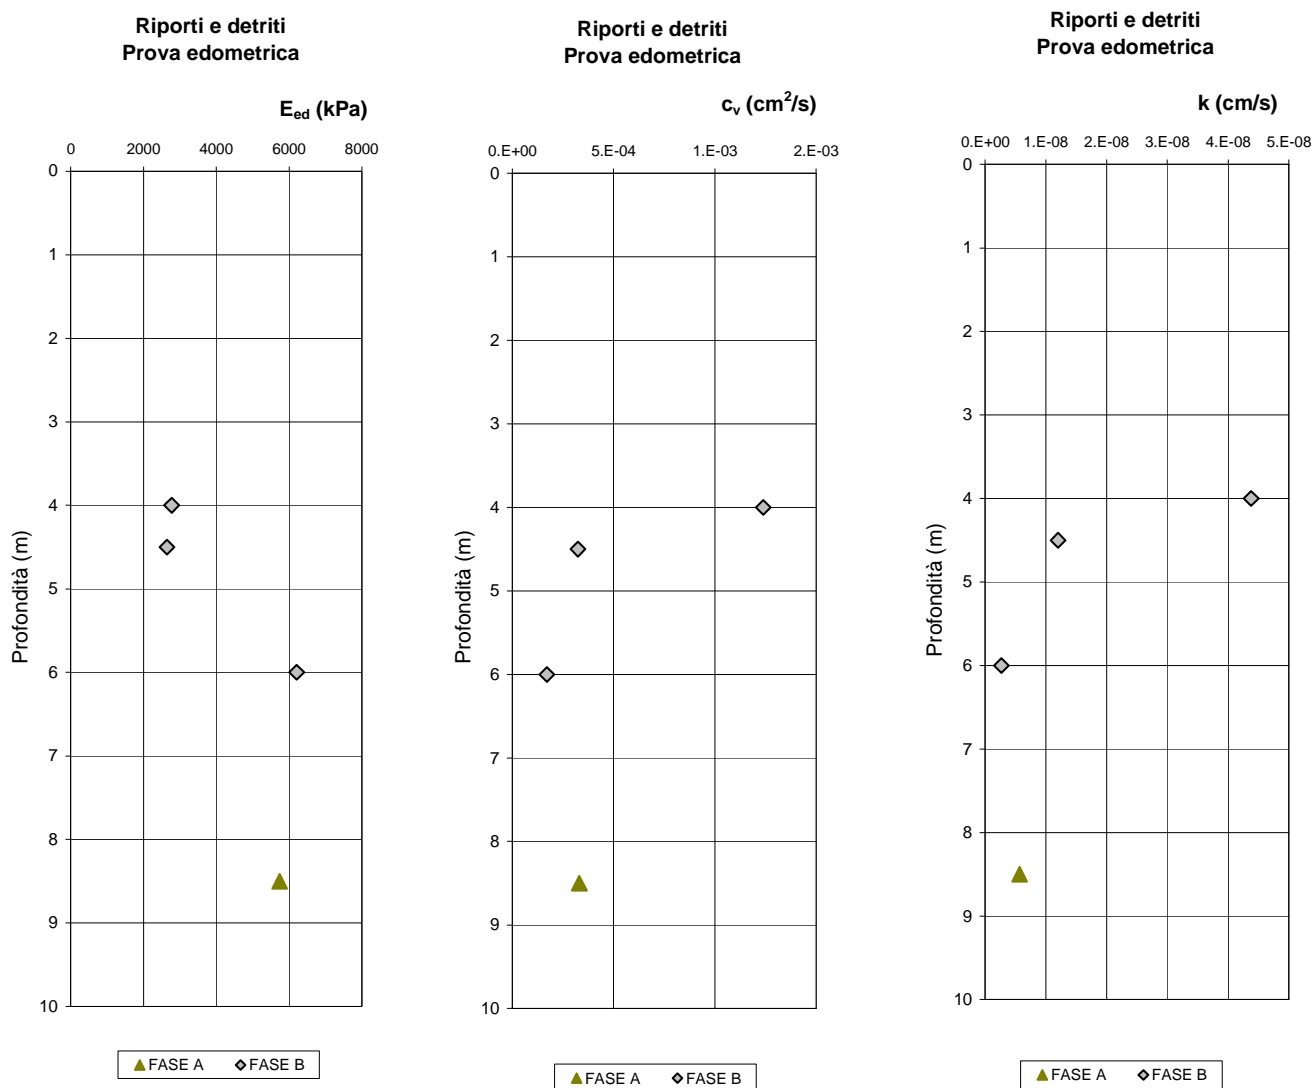 Riporti e detriti
Prova edometrica
E_ed (kPa)
0 2000 4000 6000 8000
0
1
2
3
4
5
6
7
8
9
10
Profondità (m)
FASE A FASE B
Riporti e detriti
Prova edometrica
c_v (cm²/s)
0.E+00 5.E-04 1.E-03 2.E-03
0
1
2
3
4
5
6
7
8
9
10
Profondità (m)
FASE A FASE B
Riporti e detriti
Prova edometrica
k (cm/s)
0.E+00 1.E-08 2.E-08 3.E-08 4.E-08 5.E-08
0
1
2
3
4
5
6
7
8
9
10
Profondità (m)
FASE A FASE B